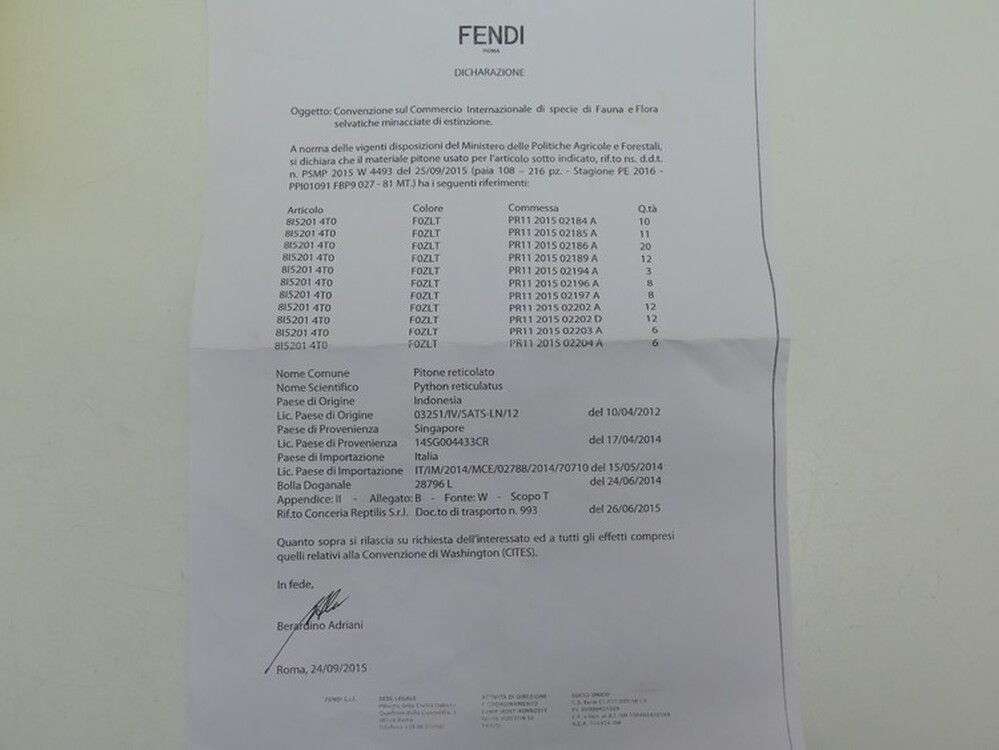 FENDI
ROMA
DICHARAZIONE
Oggetto: Convenzione sul Commercio Internazionale di specie di Fauna e Flora
selvatiche minacciate di estinzione.
A norma delle vigenti disposizioni del Ministero delle Politiche Agricole e Forestali,
si dichiara che il materiale pitone usato per l'articolo sotto indicato, rif.to ns. d.d.t.
n. PSMP 2015 W 4493 del 25/09/2015 (paia 108 – 216 pz. - Stagione PE 2016 -
PPI01091 FBP9 027 - 81 MT.) ha i seguenti riferimenti:
Articolo Colore Commessa Q.tà
8I5201 4T0 F0ZLT PR11 2015 02184 A 10
8I5201 4T0 F0ZLT PR11 2015 02185 A 11
8I5201 4T0 F0ZLT PR11 2015 02186 A 20
8I5201 4T0 F0ZLT PR11 2015 02189 A 12
8I5201 4T0 F0ZLT PR11 2015 02194 A 3
8I5201 4T0 F0ZLT PR11 2015 02196 A 8
8I5201 4T0 F0ZLT PR11 2015 02197 A 8
8I5201 4T0 F0ZLT PR11 2015 02202 A 12
8I5201 4T0 F0ZLT PR11 2015 02202 D 12
8I5201 4T0 F0ZLT PR11 2015 02203 A 6
8I5201 4T0 F0ZLT PR11 2015 02204 A 6
Nome Comune Pitone reticolato
Nome Scientifico Python reticulatus
Paese di Origine Indonesia
Lic. Paese di Origine 03251/IV/SATS-LN/12 del 10/04/2012
Paese di Provenienza Singapore
Lic. Paese di Provenienza 14SG004433CR del 17/04/2014
Paese di Importazione Italia
Lic. Paese di Importazione IT/IM/2014/MCE/02788/2014/70710 del 15/05/2014
Bolla Doganale 28796 L del 24/06/2014
Appendice: II - Allegato: B - Fonte: W - Scopo T
Rif.to Conceria Reptilis S.r.l. Doc.to di trasporto n. 993 del 26/06/2015
Quanto sopra si rilascia su richiesta dell'interessato ed a tutti gli effetti compresi
quelli relativi alla Convenzione di Washington (CITES).
In fede,
Berardino Adriani
Roma, 24/09/2015
FENDI S.r.l. SEDE LEGALE ATTIVITÀ DI DIREZIONE SOCIO UNICO
E COORDINAMENTO